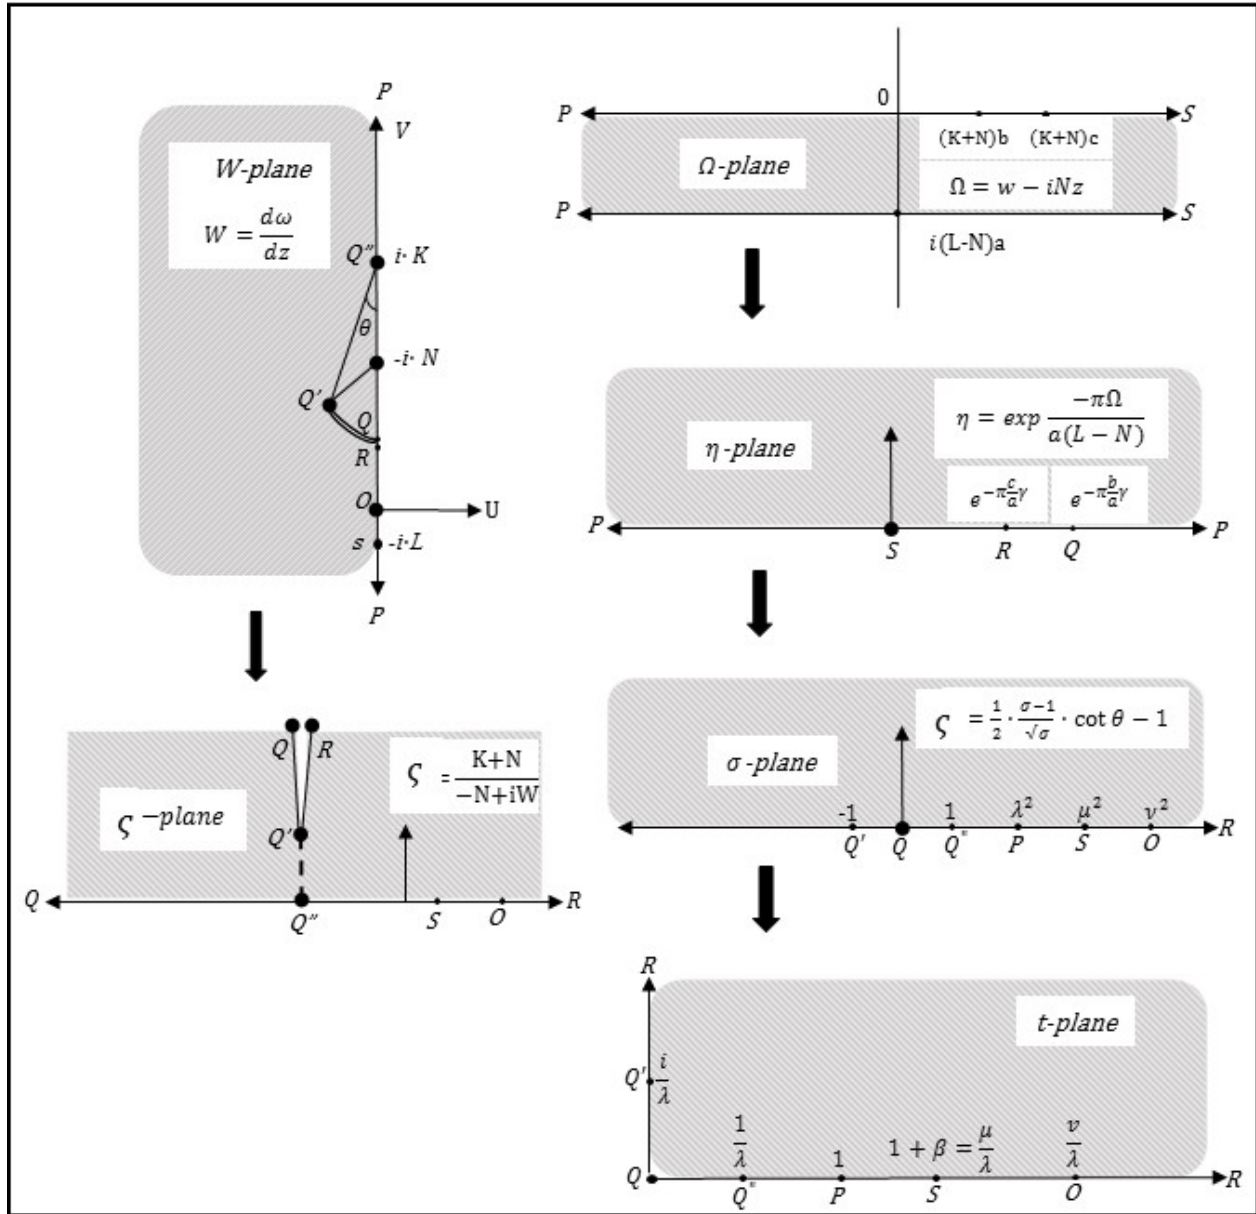 P
V
W-plane
W = dω/dz
Q″
i· K
θ
-i· N
Q′
Q
R
O
U
s
-i·L
P
Q
R
ς = K+N/-N+iW
ς -plane
Q′
Q
R
Q″
S
O
0
P
S
(K+N)b
(K+N)c
Ω-plane
Ω = w − iNz
P
S
i(L-N)a
η = exp −πΩ/a(L − N)
η-plane
e^{−π(c/a)γ}
e^{−π(b/a)γ}
P
P
S
R
Q
ς = 1/2 · σ−1/√σ · cot θ − 1
σ-plane
-1
1
λ²
μ²
ν²
R
Q′
Q
Q"
P
S
O
R
t-plane
Q′
i/λ
1/λ
1
1 + β = μ/λ
ν/λ
Q
R
Q"
P
S
O